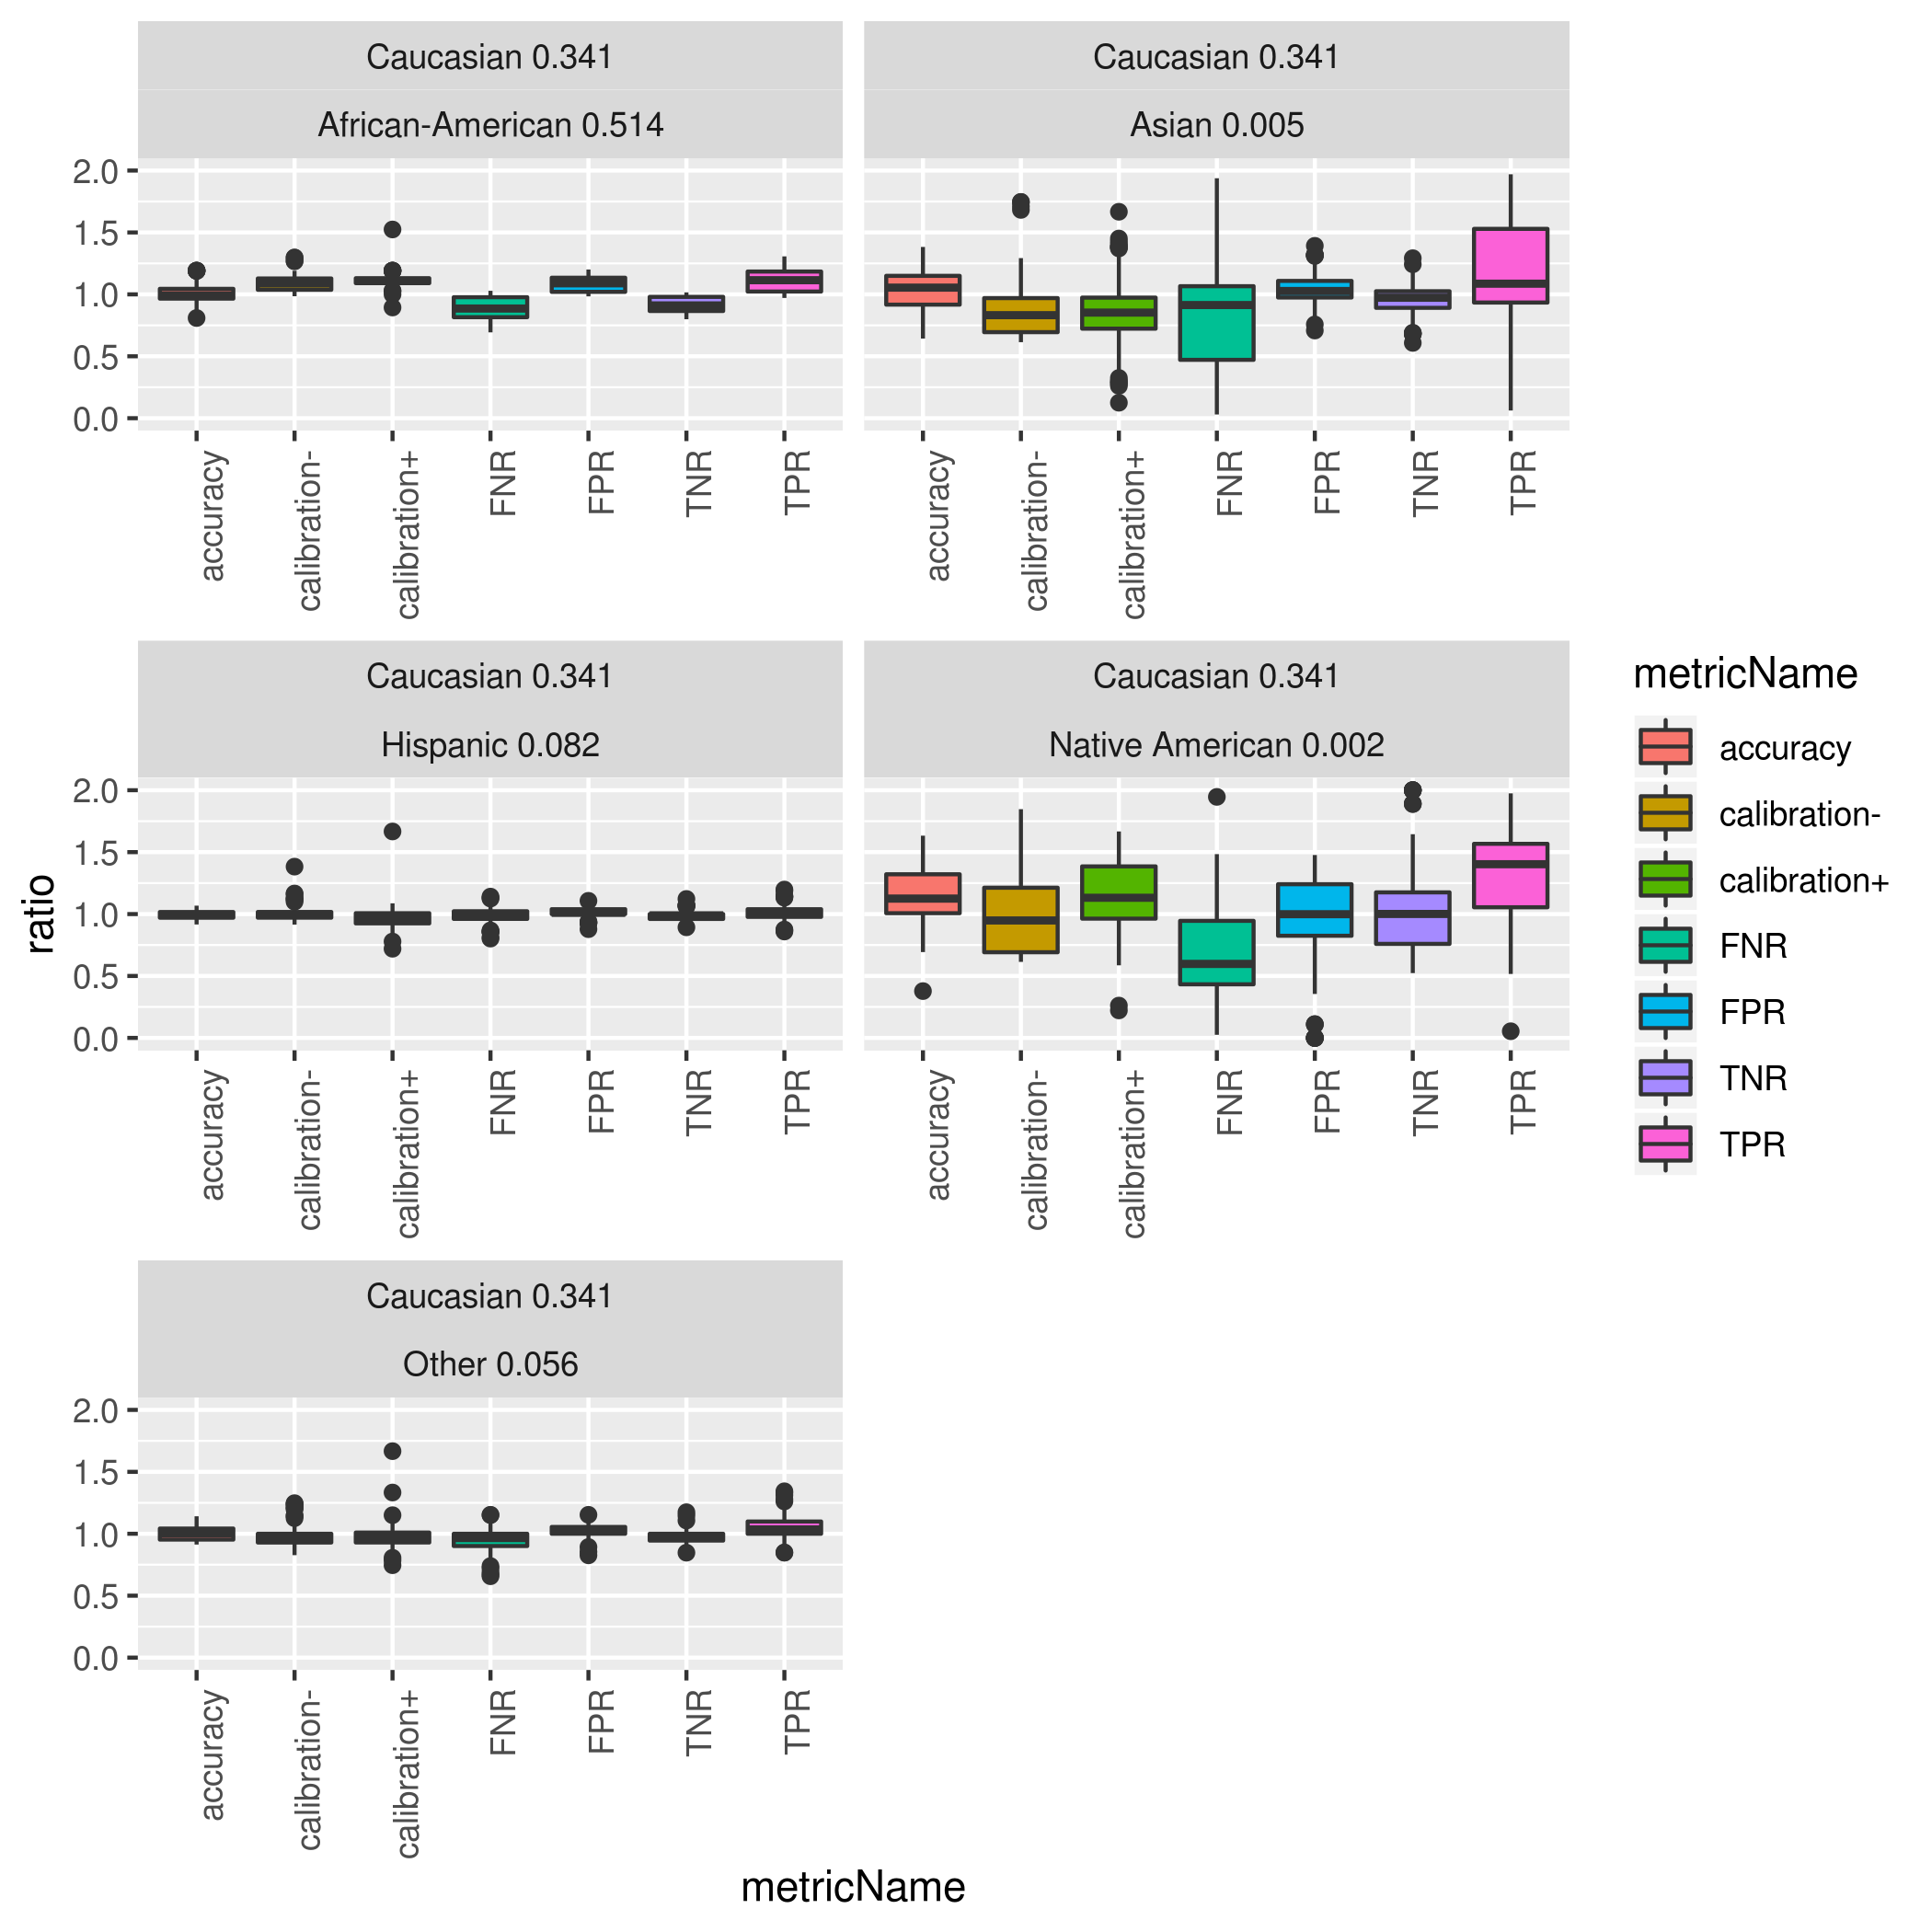 Caucasian 0.341
African-American 0.514
Caucasian 0.341
Asian 0.005
2.0
1.5
1.0
0.5
0.0
accuracy
calibration-
calibration+
FNR
FPR
TNR
TPR
accuracy
calibration-
calibration+
FNR
FPR
TNR
TPR
Caucasian 0.341
Hispanic 0.082
Caucasian 0.341
Native American 0.002
2.0
1.5
1.0
0.5
0.0
accuracy
calibration-
calibration+
FNR
FPR
TNR
TPR
accuracy
calibration-
calibration+
FNR
FPR
TNR
TPR
Caucasian 0.341
Other 0.056
2.0
1.5
1.0
0.5
0.0
accuracy
calibration-
calibration+
FNR
FPR
TNR
TPR
ratio
metricName
metricName
accuracy
calibration-
calibration+
FNR
FPR
TNR
TPR